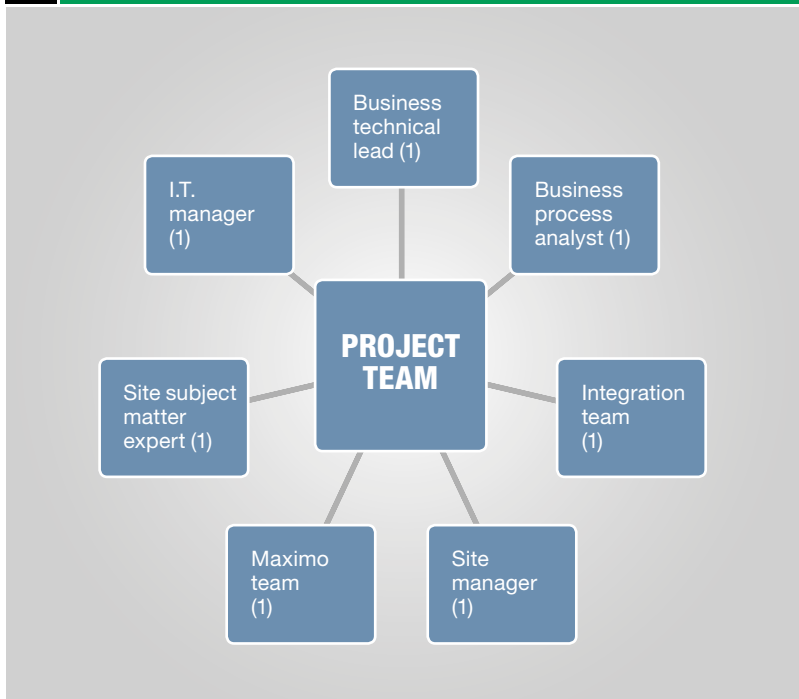 Business
technical
lead (1)
I.T.
manager
(1)
Business
process
analyst (1)
PROJECT
TEAM
Site subject
matter
expert (1)
Integration
team
(1)
Maximo
team
(1)
Site
manager
(1)